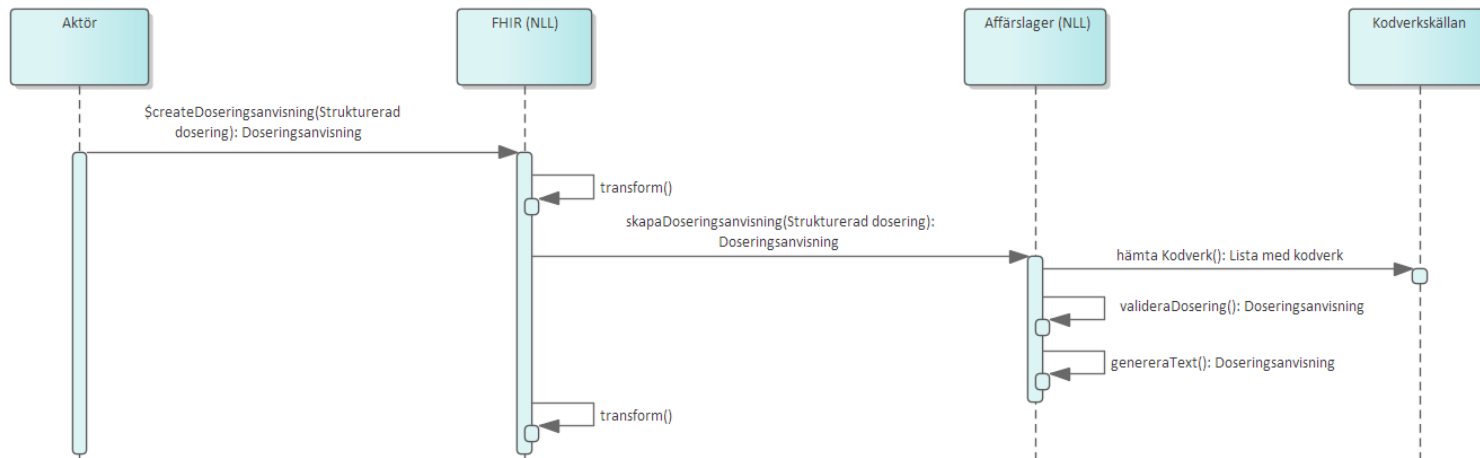 Aktör
FHIR (NLL)
Affärslager (NLL)
Kodverkskällan
$createDoseringsanvisning(Strukturerad
dosering): Doseringsanvisning
transform()
skapaDoseringsanvisning(Strukturerad dosering):
Doseringsanvisning
hämta Kodverk(): Lista med kodverk
valideraDosering(): Doseringsanvisning
genereraText(): Doseringsanvisning
transform()